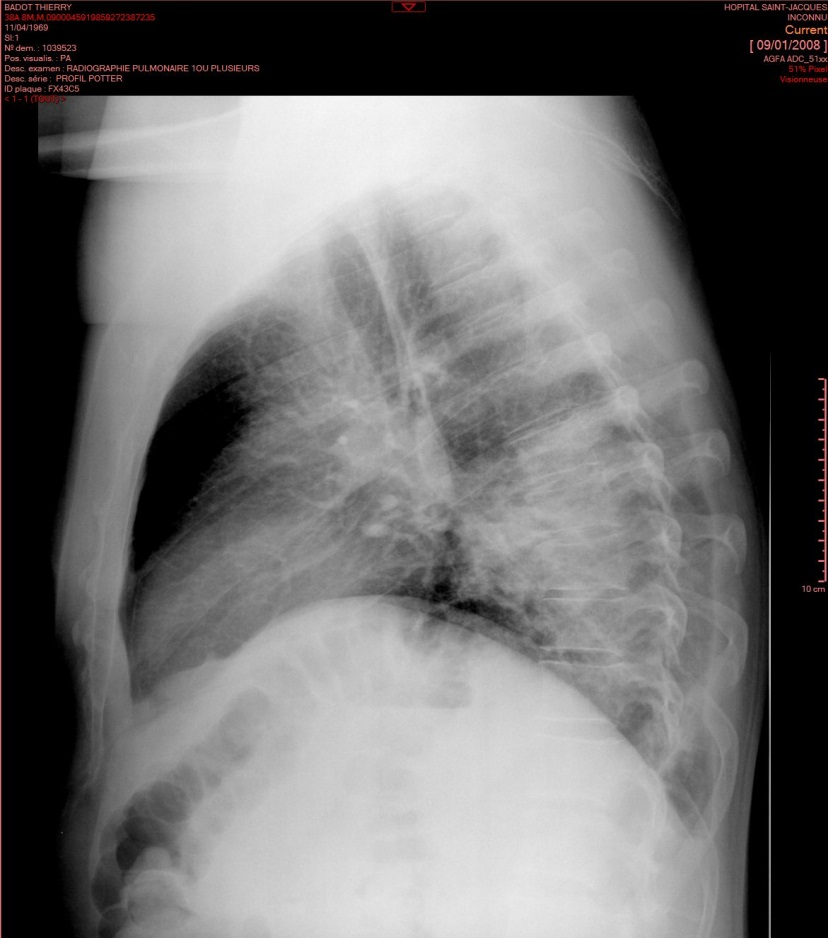 BADOT THIERRY
38A 8M,M,0900045919859272387235
11/04/1969
SI:1
Nº dem. : 1039523
Pos. visualis. : PA
Desc. examen : RADIOGRAPHIE PULMONAIRE 1OU PLUSIEURS
Desc. série : PROFIL POTTER
ID plaque : FX43C5
HOPITAL SAINT-JACQUES
INCONNU
Current
[ 09/01/2008 ]
AGFA ADC_51xx
51% Pixel
Visionneuse
10 cm